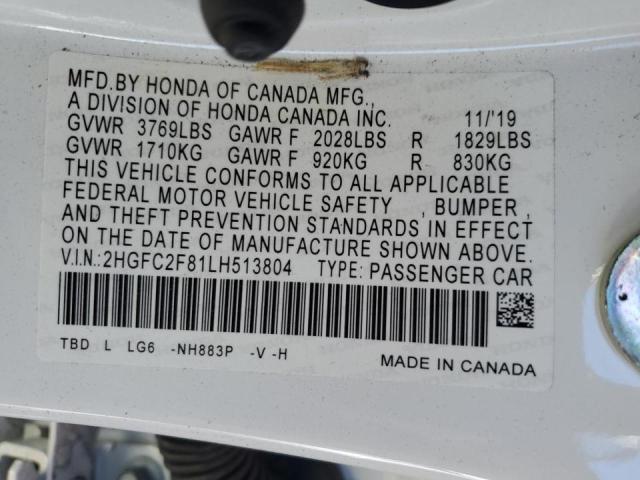 MFD.BY HONDA OF CANADA MFG.,
A DIVISION OF HONDA CANADA INC. 11/'19
GVWR 3769LBS GAWR F 2028LBS R 1829LBS
GVWR 1710KG GAWR F 920KG R 830KG
THIS VEHICLE CONFORMS TO ALL APPLICABLE
FEDERAL MOTOR VEHICLE SAFETY , BUMPER ,
AND THEFT PREVENTION STANDARDS IN EFFECT
ON THE DATE OF MANUFACTURE SHOWN ABOVE.
V.I.N.:2HGFC2F81LH513804 TYPE: PASSENGER CAR
TBD L LG6 -NH883P -V -H
MADE IN CANADA